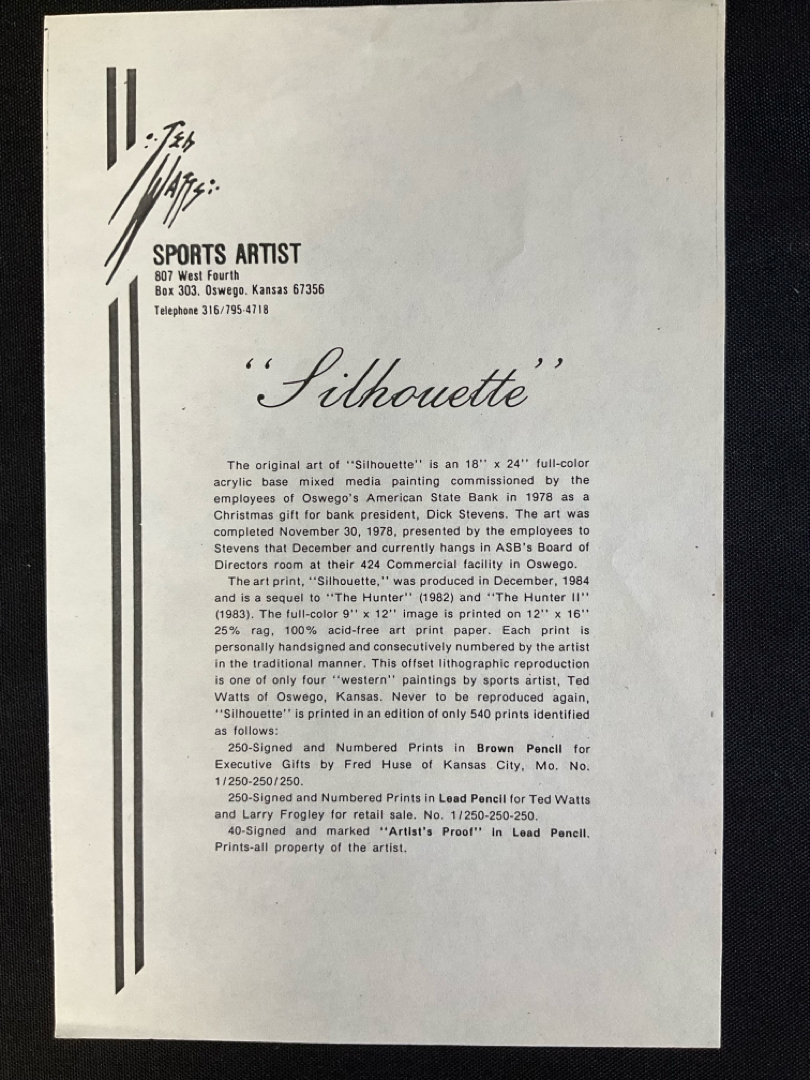 TED
WATTS
SPORTS ARTIST
807 West Fourth
Box 303, Oswego, Kansas 67356
Telephone 316/795-4718
"Silhouette"
The original art of "Silhouette" is an 18" x 24" full-color
acrylic base mixed media painting commissioned by the
employees of Oswego's American State Bank in 1978 as a
Christmas gift for bank president, Dick Stevens. The art was
completed November 30, 1978, presented by the employees to
Stevens that December and currently hangs in ASB's Board of
Directors room at their 424 Commercial facility in Oswego.
The art print, "Silhouette," was produced in December, 1984
and is a sequel to "The Hunter" (1982) and "The Hunter II"
(1983). The full-color 9" x 12" image is printed on 12" x 16"
25% rag, 100% acid-free art print paper. Each print is
personally handsigned and consecutively numbered by the artist
in the traditional manner. This offset lithographic reproduction
is one of only four "western" paintings by sports artist, Ted
Watts of Oswego, Kansas. Never to be reproduced again,
"Silhouette" is printed in an edition of only 540 prints identified
as follows:
250-Signed and Numbered Prints in Brown Pencil for
Executive Gifts by Fred Huse of Kansas City, Mo. No.
1/250-250/250.
250-Signed and Numbered Prints in Lead Pencil for Ted Watts
and Larry Frogley for retail sale. No. 1/250-250-250.
40-Signed and marked "Artist's Proof" in Lead Pencil.
Prints-all property of the artist.